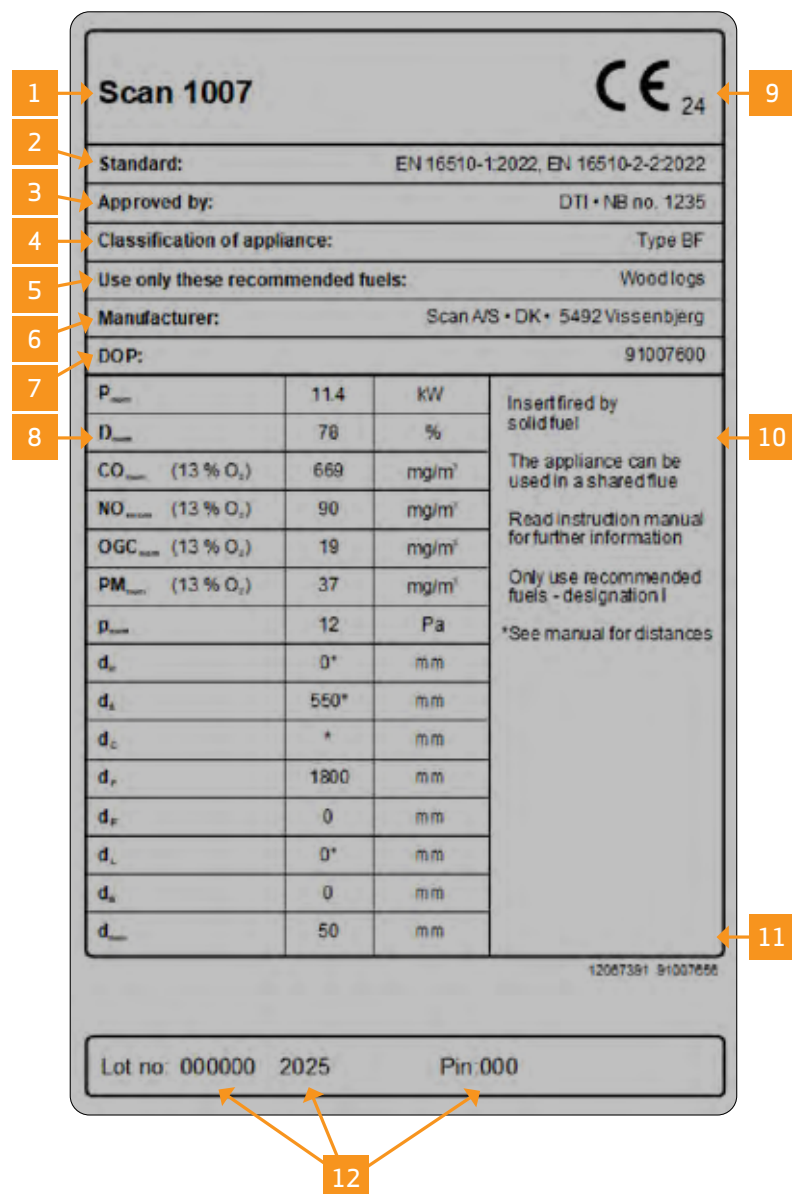 1
Scan 1007
CE 24
9
2
Standard: EN 16510-1:2022, EN 16510-2-2:2022
3
Approved by: DTI • NB no. 1235
4
Classification of appliance: Type BF
5
Use only these recommended fuels: Wood logs
6
Manufacturer: Scan A/S • DK • 5492 Vissenbjerg
7
DOP: 91007600
8
P 11.4 kW
78 %
CO (13 % O₂) 669 mg/m³
NO (13 % O₂) 90 mg/m³
OGC (13 % O₂) 19 mg/m³
PM (13 % O₂) 37 mg/m³
p 12 Pa
d 0* mm
d 550* mm
d * mm
d 1800 mm
d 0 mm
d 0* mm
d 0 mm
d 50 mm
Insert fired by
solid fuel
10
The appliance can be
used in a shared flue
Read instruction manual
for further information
Only use recommended
fuels - designation I
*See manual for distances
11
12067391 91007656
Lot no: 000000 2025 Pin:000
12